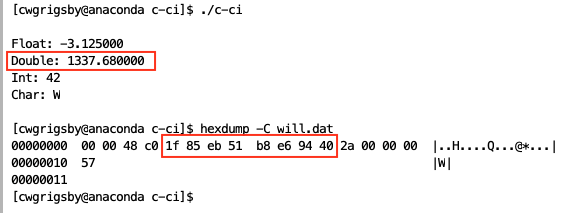 [cwgrigsby@anaconda c-ci]$ ./c-ci
Float: -3.125000
Double: 1337.680000
Int: 42
Char: W
[cwgrigsby@anaconda c-ci]$ hexdump -C will.dat
00000000  00 00 48 c0 1f 85 eb 51  b8 e6 94 40 2a 00 00 00  |..H....Q...@*...|
00000010  57                                                |W|
00000011
[cwgrigsby@anaconda c-ci]$